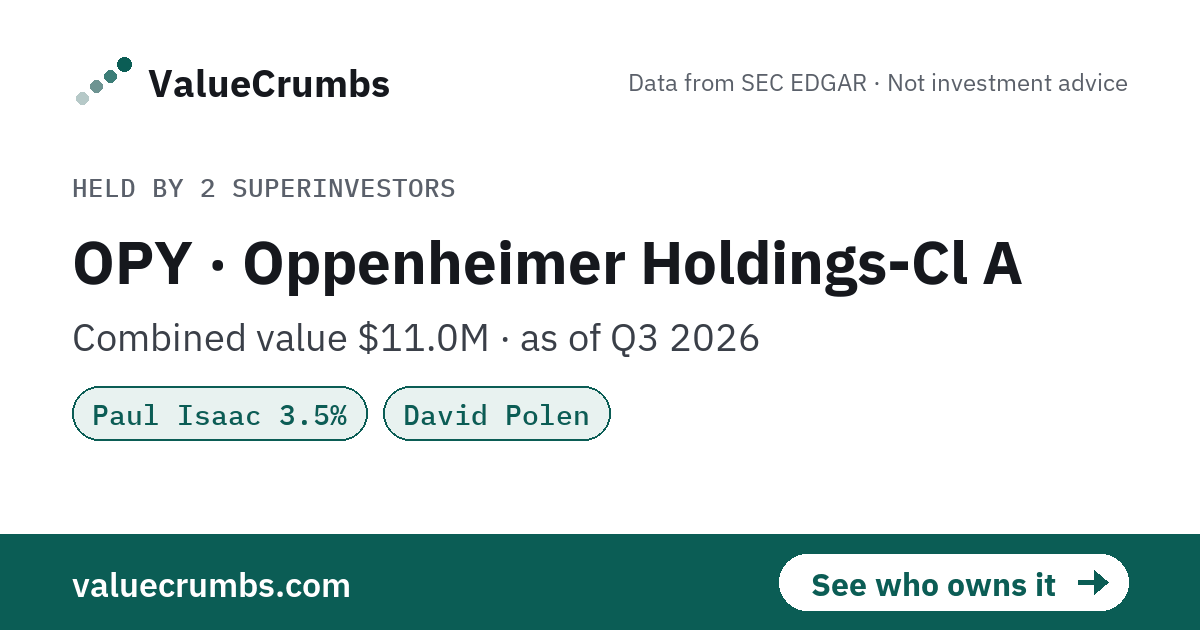 ValueCrumbs
Data from SEC EDGAR · Not investment advice
HELD BY 2 SUPERINVESTORS
OPY · Oppenheimer Holdings-Cl A
Combined value $11.0M · as of Q3 2026
Paul Isaac 3.5%
David Polen
valuecrumbs.com
See who owns it →